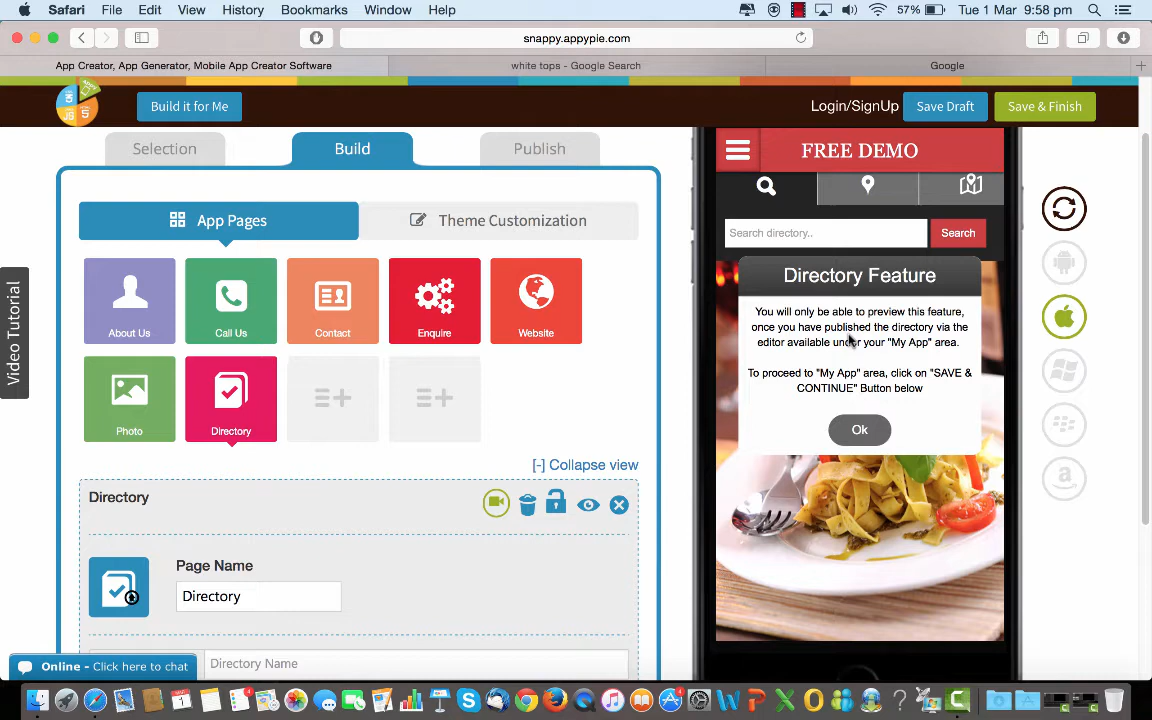 Safari File Edit View History Bookmarks Window Help 57% Tue 1 Mar 9:58 pm
snappy.appypie.com
App Creator, App Generator, Mobile App Creator Software white tops - Google Search Google
Build it for Me Login/SignUp Save Draft Save & Finish
Selection Build Publish
App Pages Theme Customization
About Us Call Us Contact Enquire Website
Photo Directory
[-] Collapse view
Directory
Page Name
Directory
Directory Name
Video Tutorial
Online - Click here to chat
FREE DEMO
Search directory.. Search
Directory Feature
You will only be able to preview this feature,
once you have published the directory via the
editor available under your "My App" area.
To proceed to "My App" area, click on "SAVE &
CONTINUE" Button below
Ok